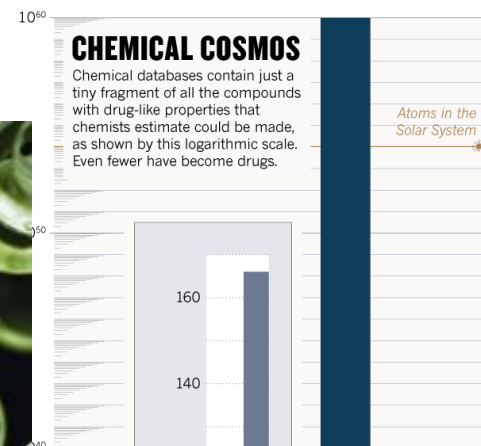 10⁶⁰
CHEMICAL COSMOS
Chemical databases contain just a
tiny fragment of all the compounds
with drug-like properties that
chemists estimate could be made,
as shown by this logarithmic scale.
Even fewer have become drugs.
Atoms in the
Solar System
50
160
140
40